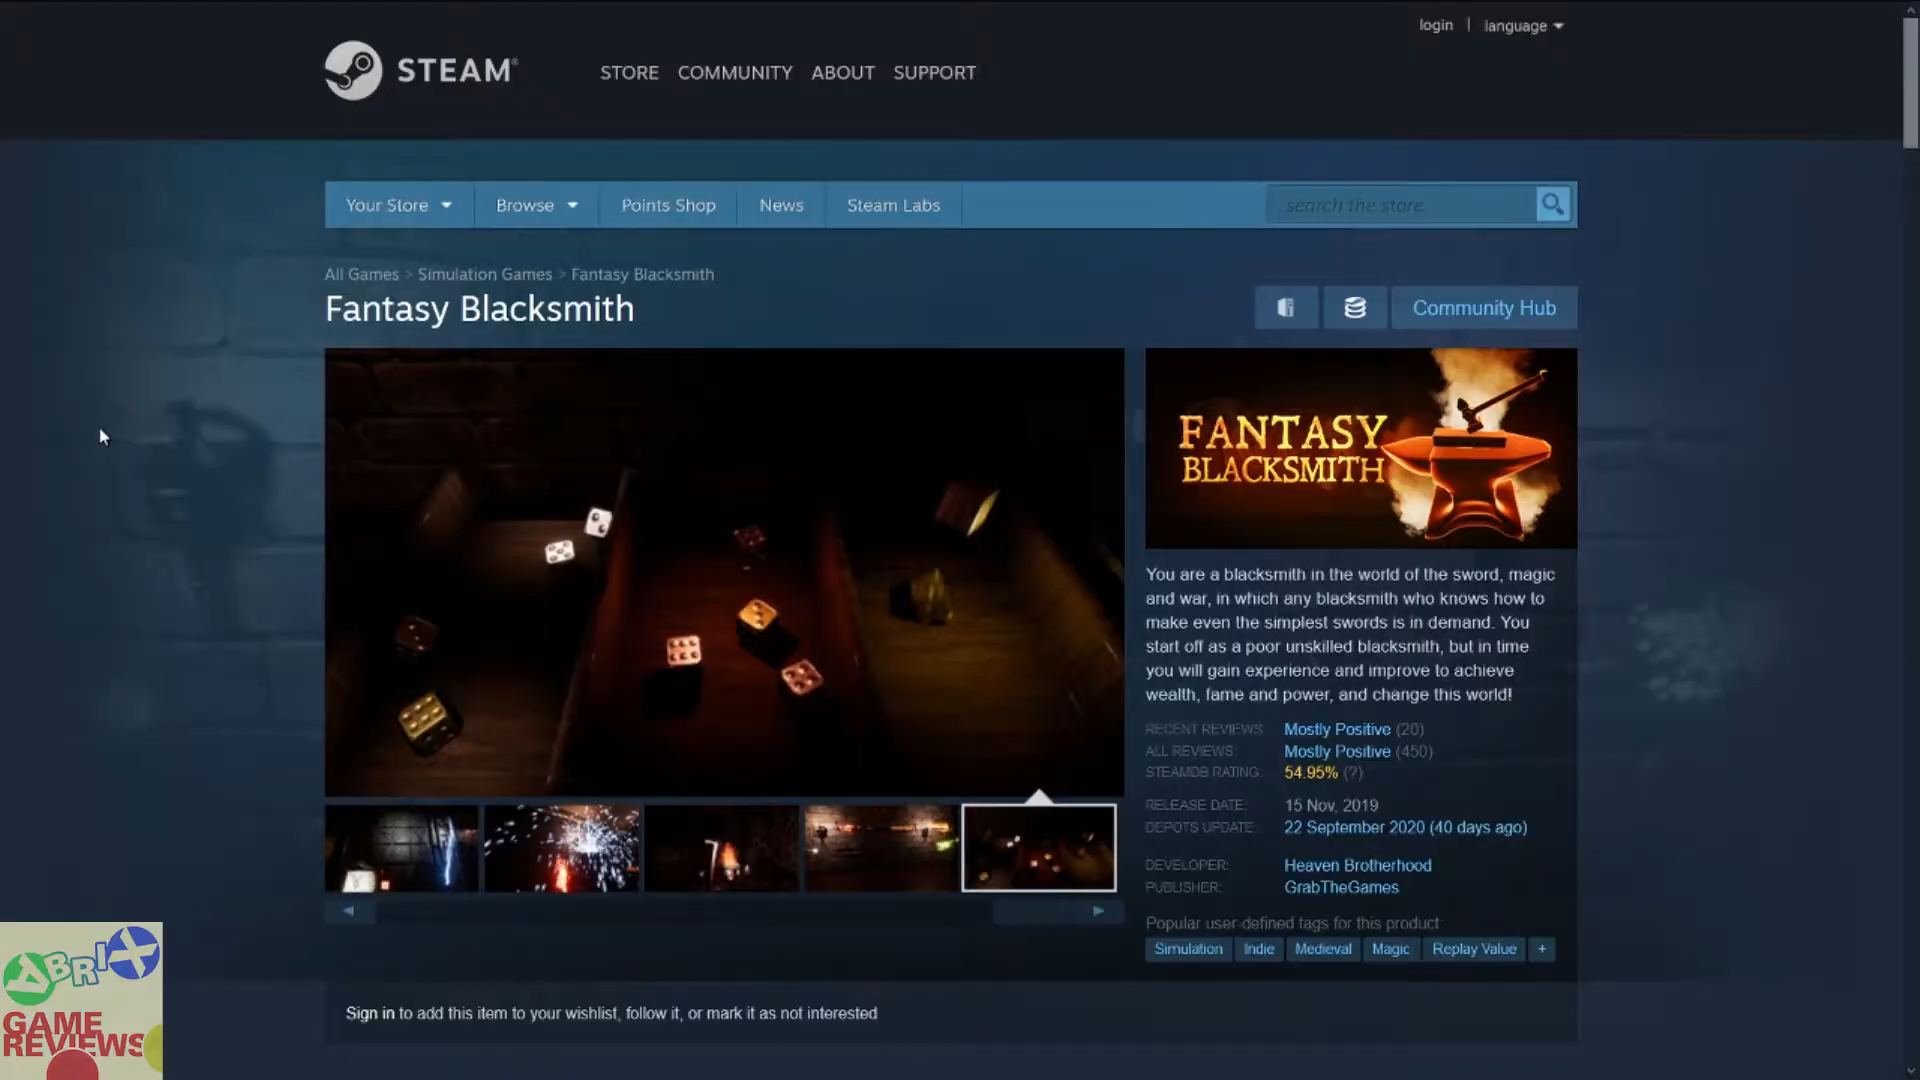 login | language
STEAM®
STORE COMMUNITY ABOUT SUPPORT
Your Store Browse Points Shop News Steam Labs search the store
All Games > Simulation Games > Fantasy Blacksmith
Fantasy Blacksmith
Community Hub
FANTASY
BLACKSMITH
You are a blacksmith in the world of the sword, magic
and war, in which any blacksmith who knows how to
make even the simplest swords is in demand. You
start off as a poor unskilled blacksmith, but in time
you will gain experience and improve to achieve
wealth, fame and power, and change this world!
RECENT REVIEWS: Mostly Positive (20)
ALL REVIEWS: Mostly Positive (450)
STEAMDB RATING: 54.95% (?)
RELEASE DATE: 15 Nov, 2019
DEPOTS UPDATE: 22 September 2020 (40 days ago)
DEVELOPER: Heaven Brotherhood
PUBLISHER: GrabTheGames
Popular user-defined tags for this product
Simulation Indie Medieval Magic Replay Value +
Sign in to add this item to your wishlist, follow it, or mark it as not interested
ABRIX
GAME
REVIEWS